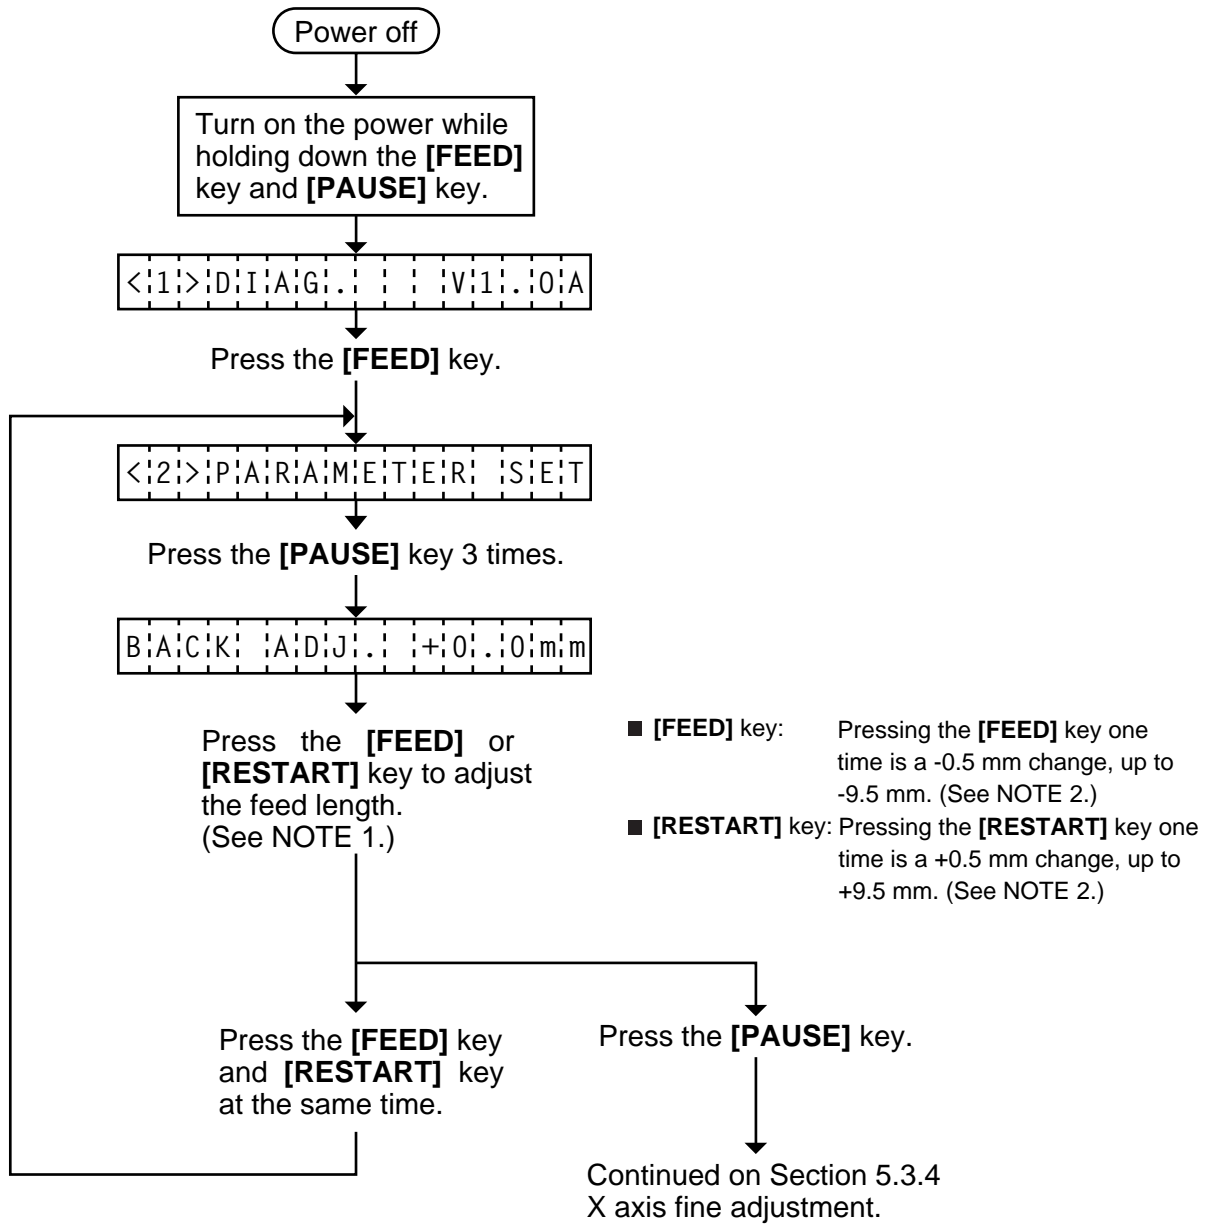 Power off
Turn on the power while
holding down the [FEED]
key and [PAUSE] key.
<1>DIAG.   V1.0A
Press the [FEED] key.
<2>PARAMETER SET
Press the [PAUSE] key 3 times.
BACK ADJ. +0.0mm
Press the [FEED] or
[RESTART] key to adjust
the feed length.
(See NOTE 1.)
■ [FEED] key: Pressing the [FEED] key one
time is a -0.5 mm change, up to
-9.5 mm. (See NOTE 2.)
■ [RESTART] key: Pressing the [RESTART] key one
time is a +0.5 mm change, up to
+9.5 mm. (See NOTE 2.)
Press the [FEED] key
and [RESTART] key
at the same time.
Press the [PAUSE] key.
Continued on Section 5.3.4
X axis fine adjustment.